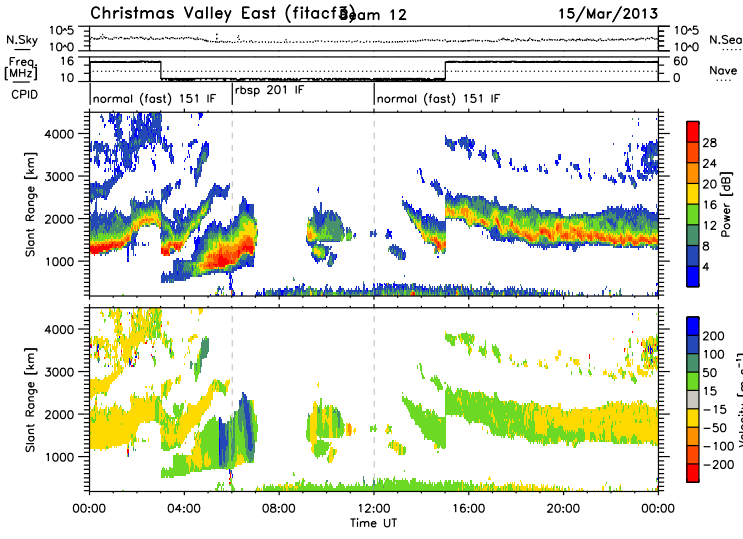 Christmas Valley East (fitacf3) Beam 12 15/Mar/2013
N.Sky 10^5 10^0 10^5 10^0 N.Sea
Freq. [MHz] 16 10 60 0 Nave
CPID normal (fast) 151 IF rbsp 201 IF normal (fast) 151 IF
Slant Range [km] 4000 3000 2000 1000
28 24 20 16 12 8 4 Power [dB]
Slant Range [km] 4000 3000 2000 1000
200 100 50 15 -15 -50 -100 -200 Velocity [m s^-1]
00:00 04:00 08:00 12:00 16:00 20:00 00:00
Time UT